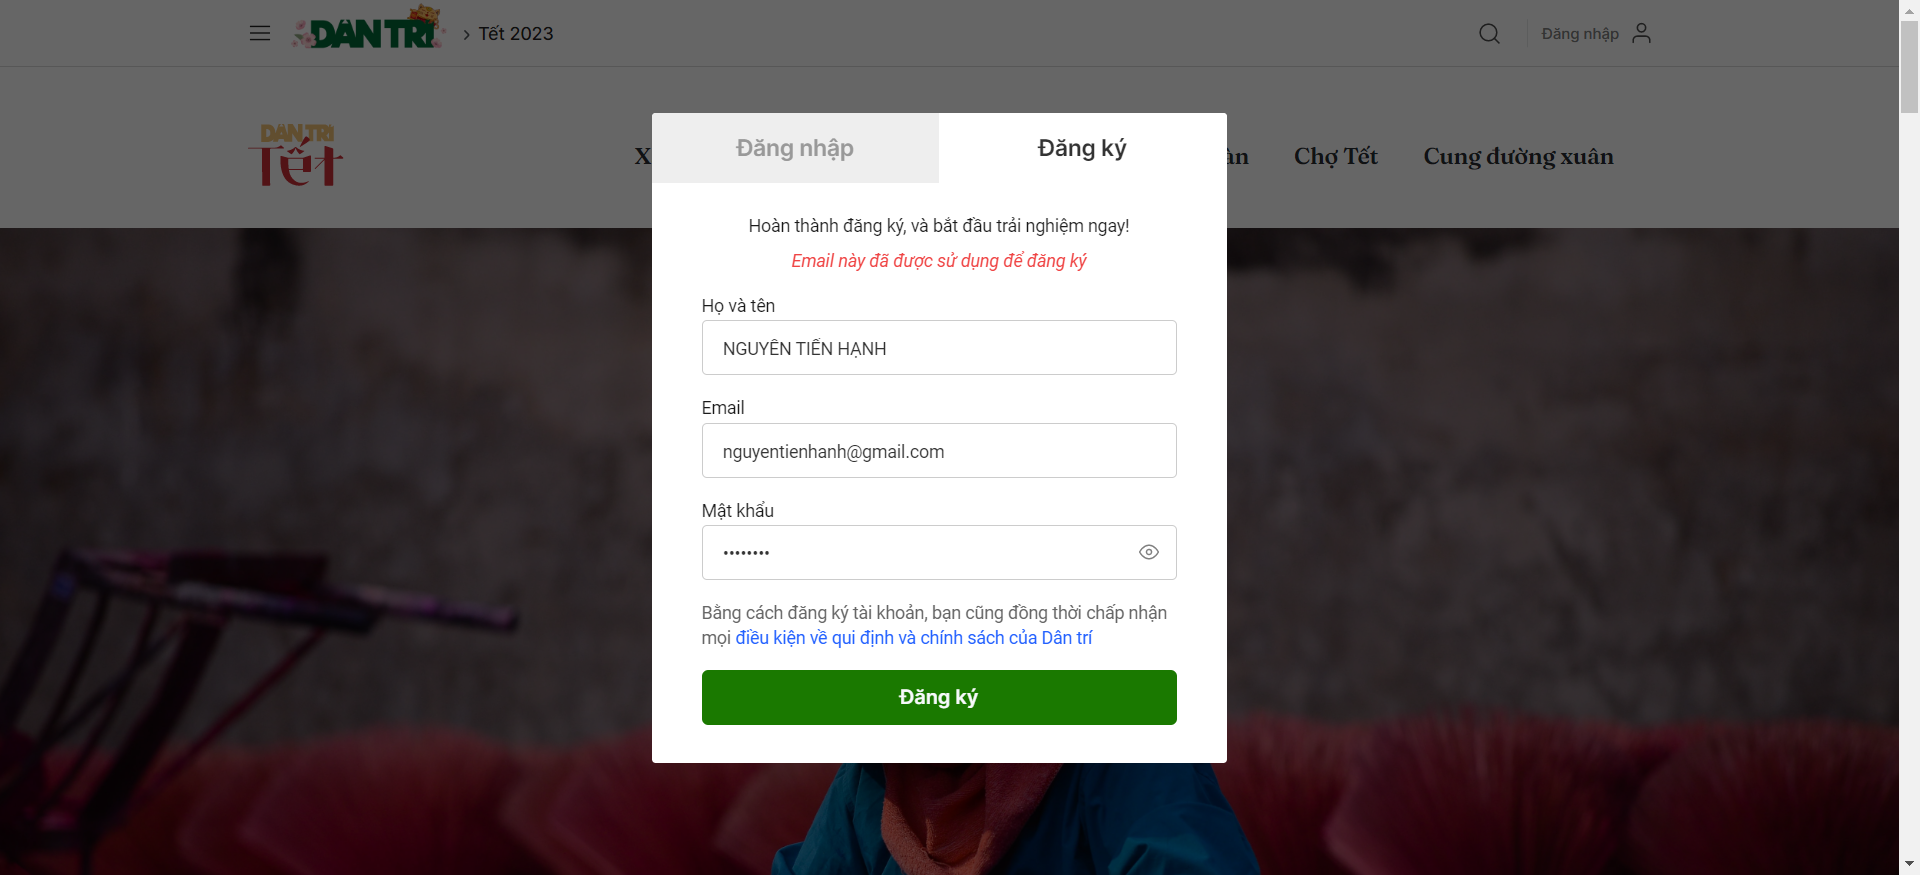 DÂN TRÍ
Tết 2023
Đăng nhập
DÂN TRÍ
Tết
X
àn
Chợ Tết
Cung đường xuân
Đăng nhập
Đăng ký
Hoàn thành đăng ký, và bắt đầu trải nghiệm ngay!
Email này đã được sử dụng để đăng ký
Họ và tên
NGUYỄN TIẾN HẠNH
Email
nguyentienhanh@gmail.com
Mật khẩu
Bằng cách đăng ký tài khoản, bạn cũng đồng thời chấp nhận
mọi điều kiện về qui định và chính sách của Dân trí
Đăng ký